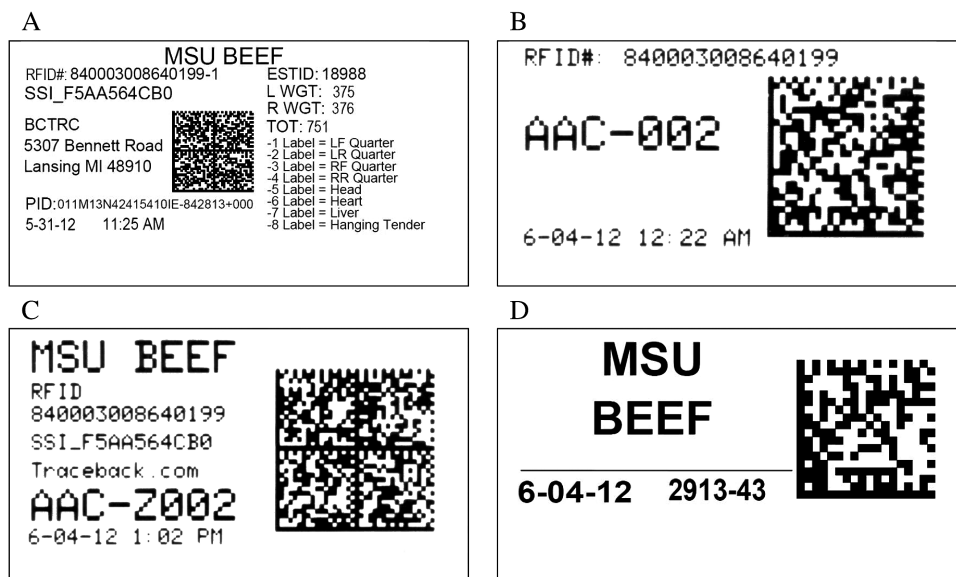 A
MSU BEEF
RFID#: 840003008640199-1
SSI_F5AA564CB0
BCTRC
5307 Bennett Road
Lansing MI 48910
PID:011M13N42415410IE-842813+000
5-31-12 11:25 AM
ESTID: 18988
L WGT: 375
R WGT: 376
TOT: 751
-1 Label = LF Quarter
-2 Label = LR Quarter
-3 Label = RF Quarter
-4 Label = RR Quarter
-5 Label = Head
-6 Label = Heart
-7 Label = Liver
-8 Label = Hanging Tender
B
RFID#: 840003008640199
AAC-002
6-04-12 12:22 AM
C
MSU BEEF
RFID
840003008640199
SSI_F5AA564CB0
Traceback.com
AAC-Z002
6-04-12 1:02 PM
D
MSU
BEEF
6-04-12 2913-43